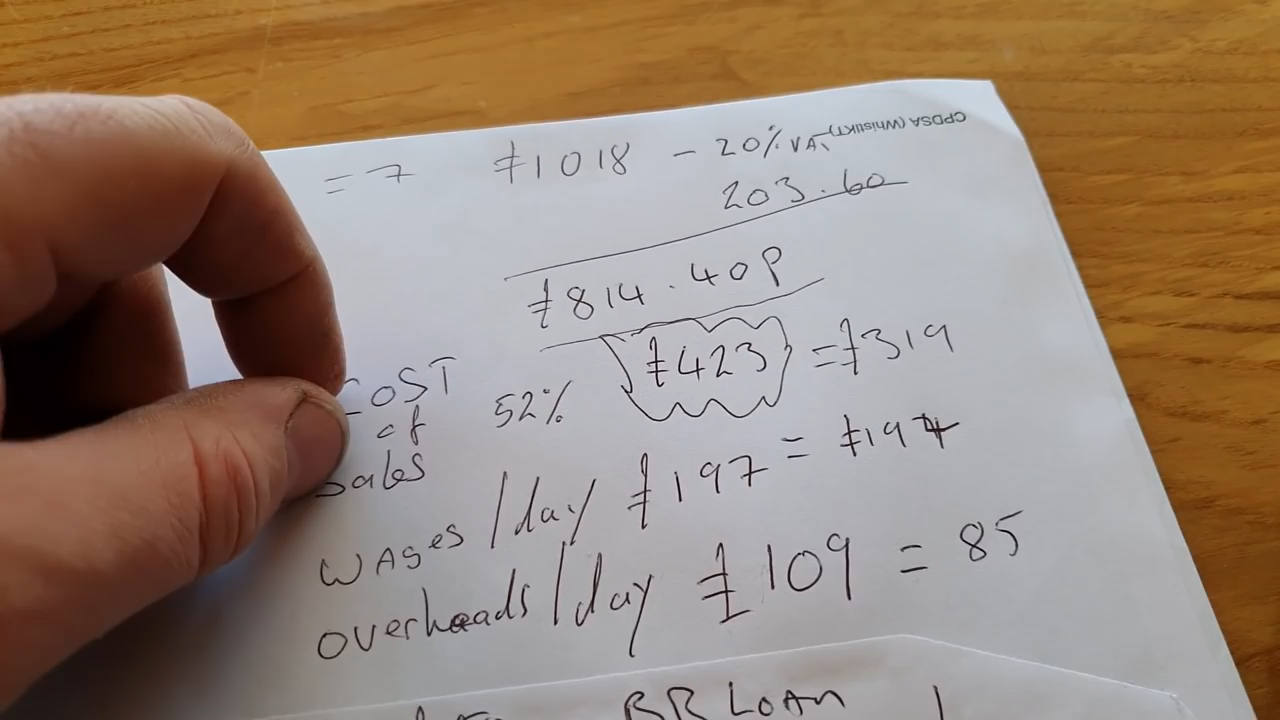 CPDSA (WhistlKT)
= 7 £1018 - 20% VAT
203.60
£814.40P
COST of sales 52% £423 = £319
WAges/day £197 = £194
overheads/day £109 = 85
BB LOAN